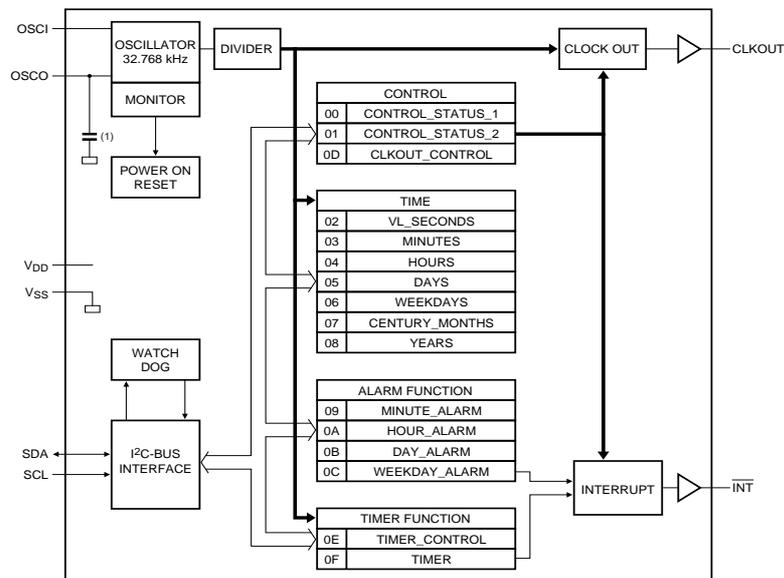 OSCI
OSCO
OSCILLATOR
32.768 kHz
DIVIDER
CLOCK OUT
CLKOUT
MONITOR
(1)
POWER ON
RESET
CONTROL
00 CONTROL_STATUS_1
01 CONTROL_STATUS_2
0D CLKOUT_CONTROL
TIME
02 VL_SECONDS
03 MINUTES
04 HOURS
05 DAYS
06 WEEKDAYS
07 CENTURY_MONTHS
08 YEARS
VDD
VSS
WATCH
DOG
SDA
SCL
I2C-BUS
INTERFACE
ALARM FUNCTION
09 MINUTE_ALARM
0A HOUR_ALARM
0B DAY_ALARM
0C WEEKDAY_ALARM
INTERRUPT
INT
TIMER FUNCTION
0E TIMER_CONTROL
0F TIMER